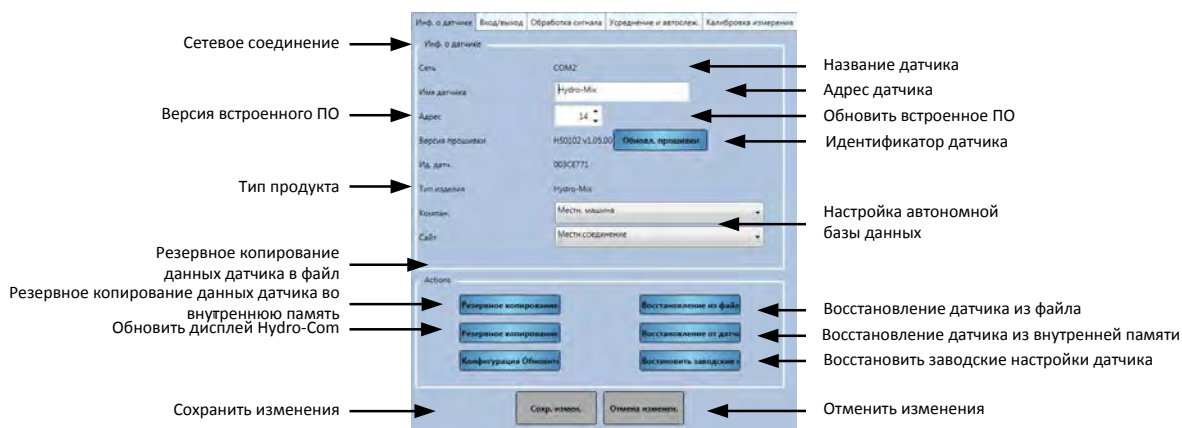 Инф. о датчике Вход/выход Обработка сигнала Усреднение и автослеж. Калибровка измерения
Сетевое соединение
Инф. о датчике
Сеть COM2
Название датчика
Имя датчика Hydro-Mix
Адрес датчика
Версия встроенного ПО
Адрес 14
Обновить встроенное ПО
Версия прошивки HS0102 v1.05.00 Обновл. прошивки
Идентификатор датчика
Ид. датч. 003CE771
Тип продукта
Тип изделия Hydro-Mix
Компан. Местн. машина
Настройка автономной
базы данных
Сайт Местн.соединение
Резервное копирование
данных датчика в файл
Actions
Резервное копирование данных датчика во
внутреннюю память
Резервное копирование Восстановление из файла
Восстановление датчика из файла
Обновить дисплей Hydro-Com
Резервное копирование Восстановление от датчи
Восстановление датчика из внутренней памяти
Конфигурация Обновить Востановить заводские з
Восстановить заводские настройки датчика
Сохранить изменения
Сохр. измен. Отмена изменен.
Отменить изменения